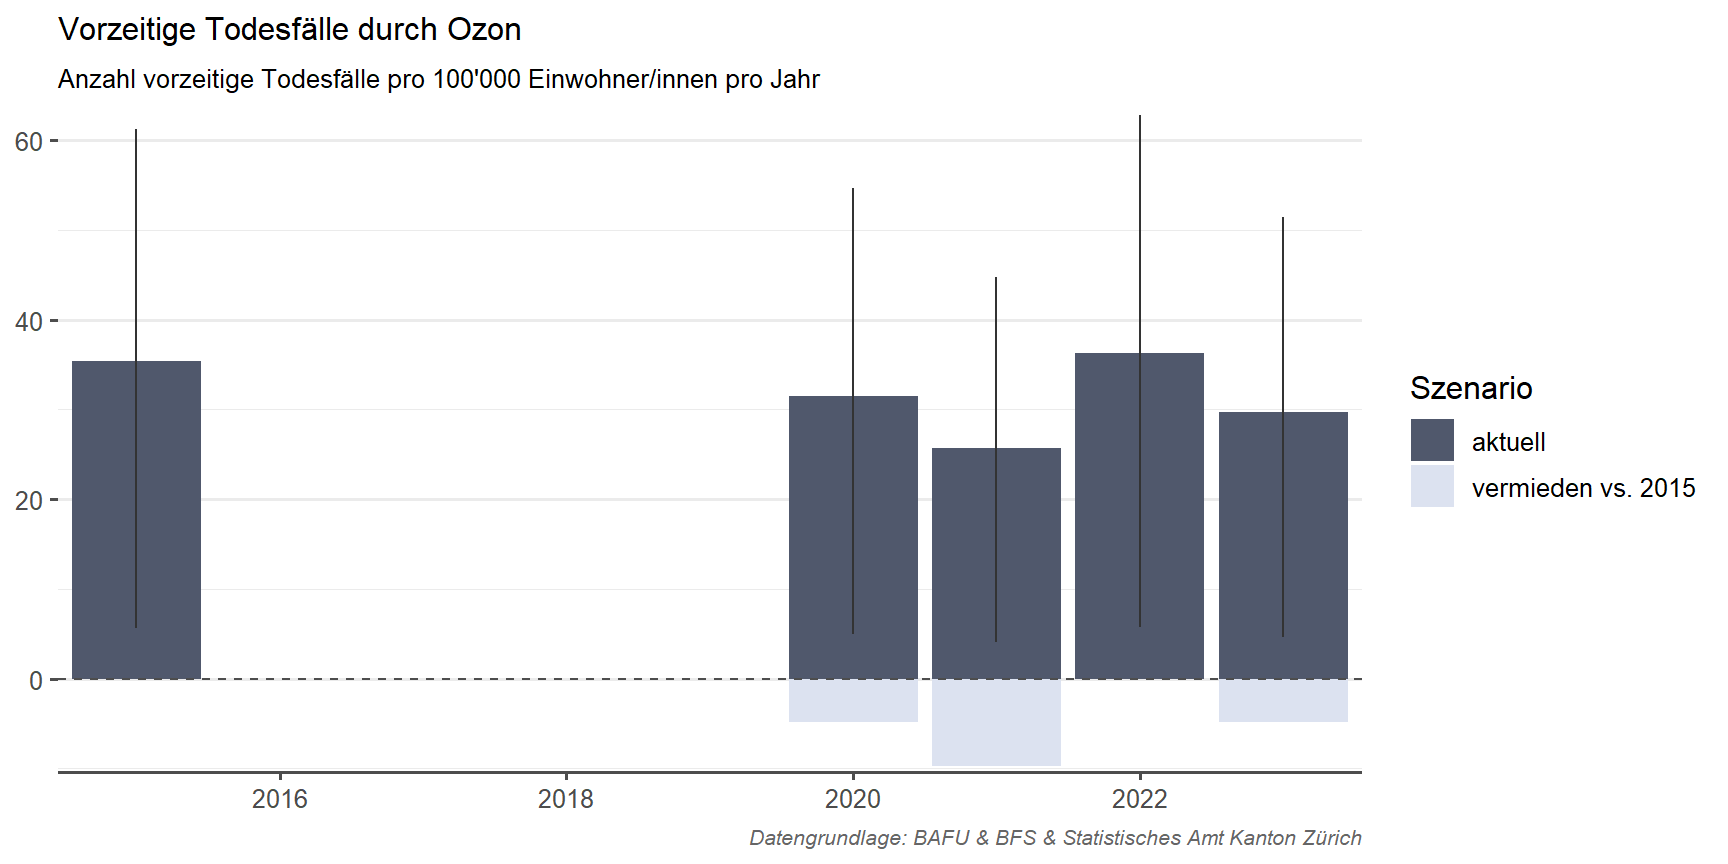 Vorzeitige Todesfälle durch Ozon
Anzahl vorzeitige Todesfälle pro 100'000 Einwohner/innen pro Jahr
60
40
20
0
2016
2018
2020
2022
Szenario
aktuell
vermieden vs. 2015
Datengrundlage: BAFU & BFS & Statistisches Amt Kanton Zürich